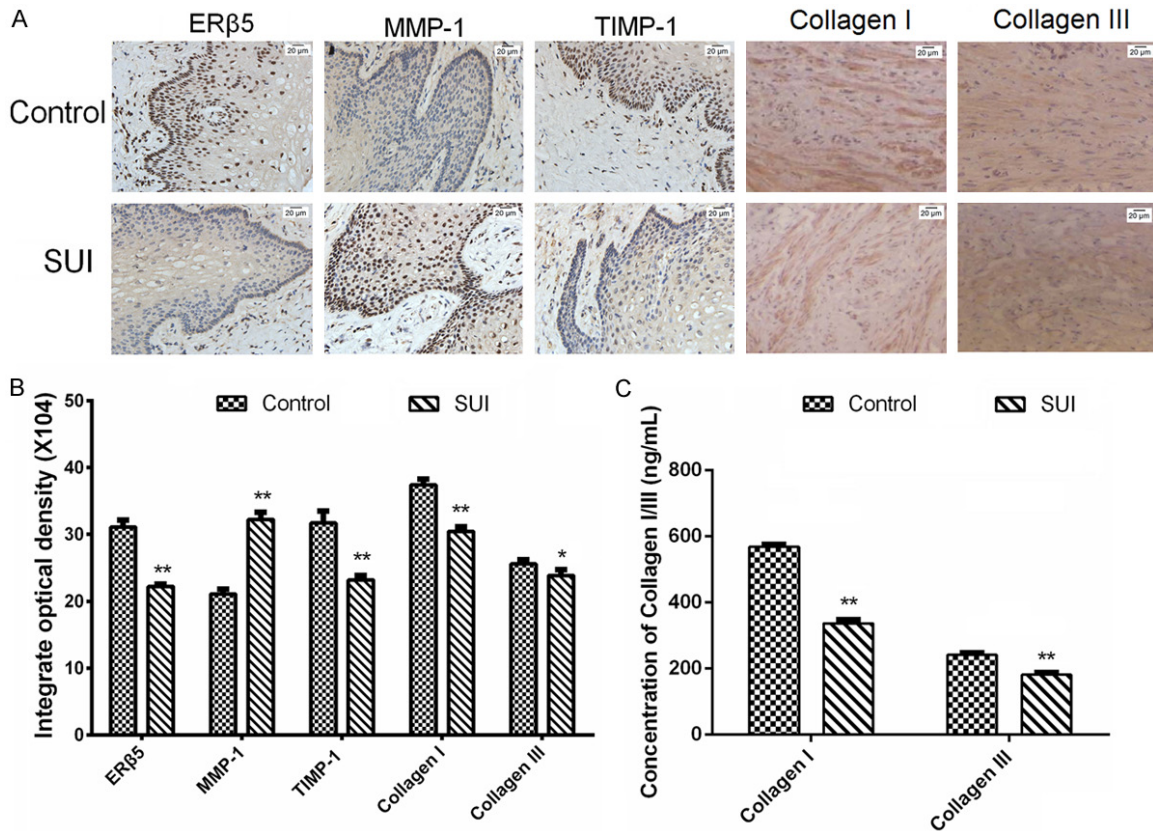 A
ERβ5 MMP-1 TIMP-1 Collagen I Collagen III
Control
20 μm 20 μm 20 μm 20 μm 20 μm
SUI
20 μm 20 μm 20 μm 20 μm 20 μm
B
Control SUI
Integrate optical density (X104)
50
40
30
20
10
0
** ** ** ** *
ERβ5 MMP-1 TIMP-1 Collagen I Collagen III
C
Control SUI
Concentration of Collagen I/III (ng/mL)
800
600
400
200
0
** **
Collagen I Collagen III